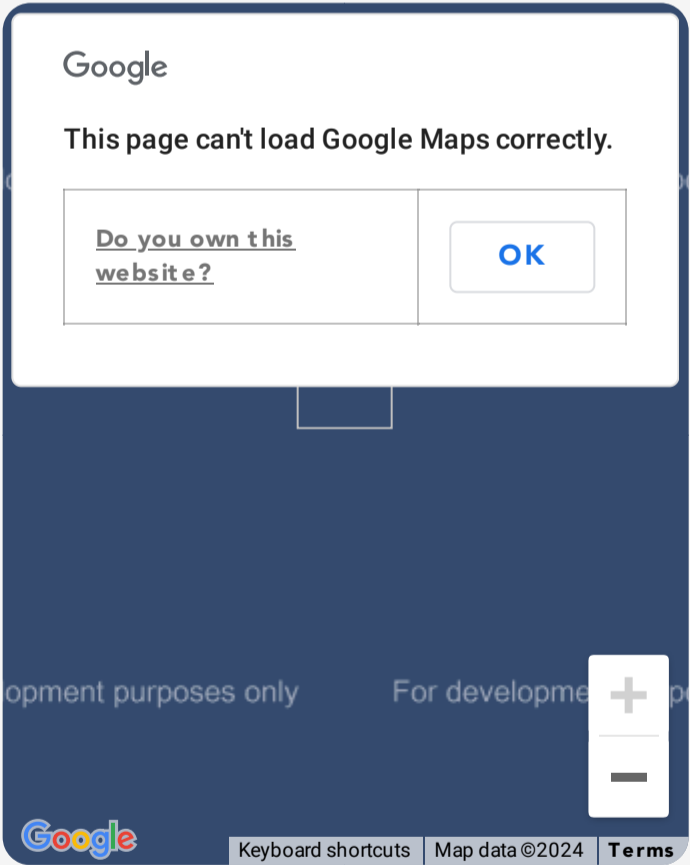 Google
This page can't load Google Maps correctly.
Do you own this
website?
OK
opment purposes only
For developme
Google
Keyboard shortcuts
Map data ©2024
Terms